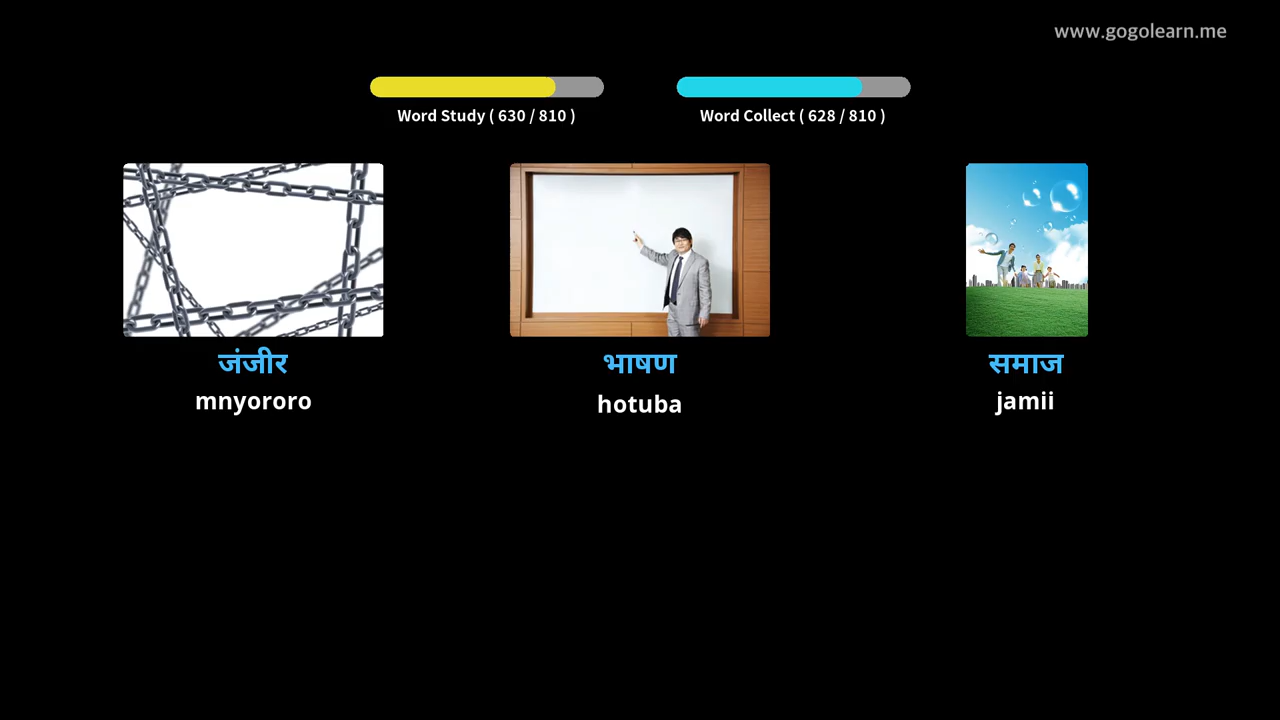 www.gogolearn.me
Word Study ( 630 / 810 )
Word Collect ( 628 / 810 )
जंजीर
mnyororo
भाषण
hotuba
समाज
jamii